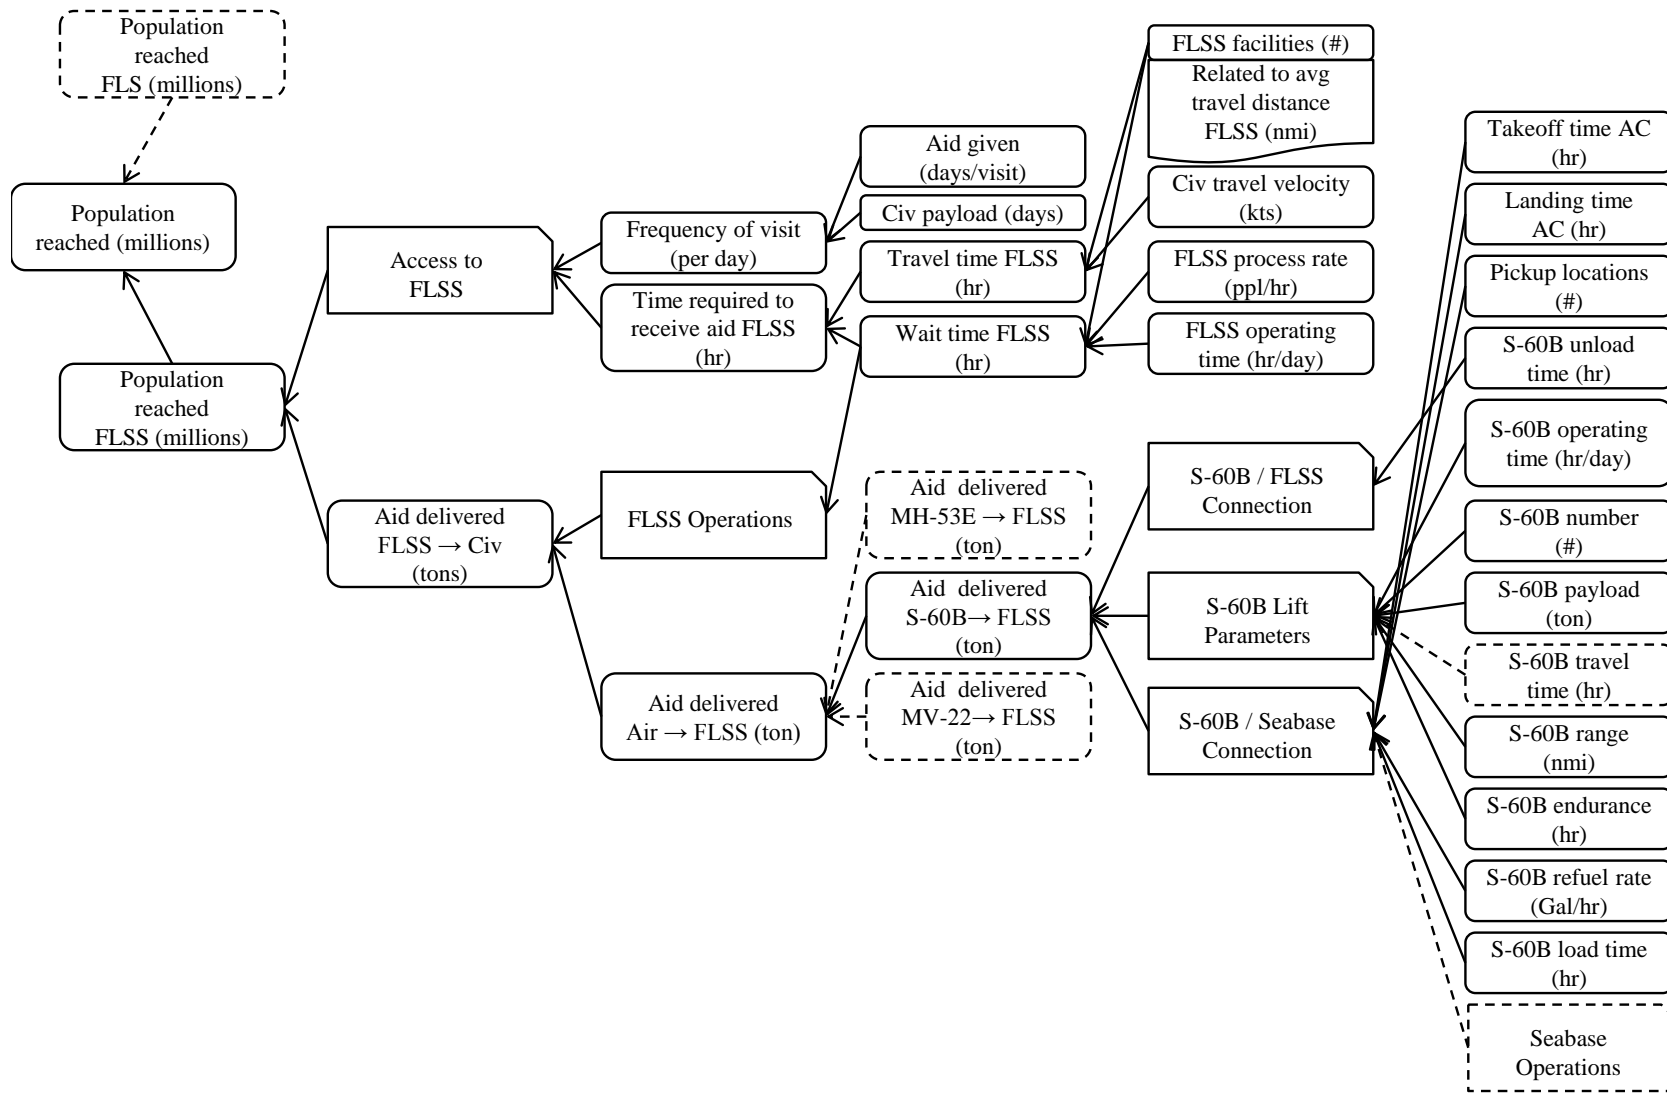 Population
reached
FLS (millions)
Population
reached (millions)
Population
reached
FLSS (millions)
Access to
FLSS
Aid delivered
FLSS → Civ
(tons)
Frequency of visit
(per day)
Time required to
receive aid FLSS
(hr)
FLSS Operations
Aid delivered
Air → FLSS (ton)
Aid given
(days/visit)
Civ payload (days)
Travel time FLSS
(hr)
Wait time FLSS
(hr)
Aid delivered
MH-53E → FLSS
(ton)
Aid delivered
S-60B→ FLSS
(ton)
Aid delivered
MV-22→ FLSS
(ton)
FLSS facilities (#)
Related to avg
travel distance
FLSS (nmi)
Civ travel velocity
(kts)
FLSS process rate
(ppl/hr)
FLSS operating
time (hr/day)
S-60B / FLSS
Connection
S-60B Lift
Parameters
S-60B / Seabase
Connection
Takeoff time AC
(hr)
Landing time
AC (hr)
Pickup locations
(#)
S-60B unload
time (hr)
S-60B operating
time (hr/day)
S-60B number
(#)
S-60B payload
(ton)
S-60B travel
time (hr)
S-60B range
(nmi)
S-60B endurance
(hr)
S-60B refuel rate
(Gal/hr)
S-60B load time
(hr)
Seabase
Operations